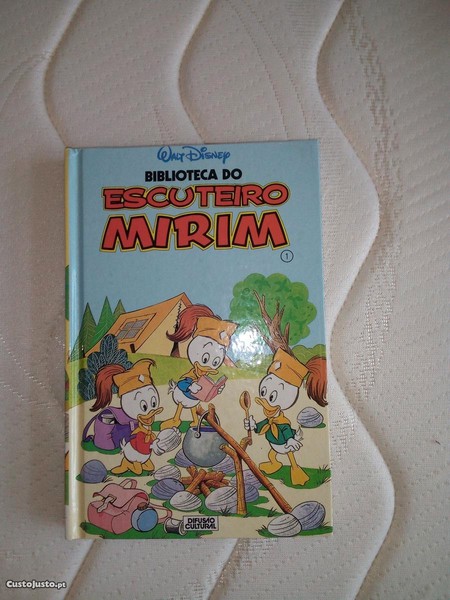 Walt Disney
BIBLIOTECA DO
ESCUTEIRO
MIRIM
1
DIFUSÃO
CULTURAL
CustoJusto.pt